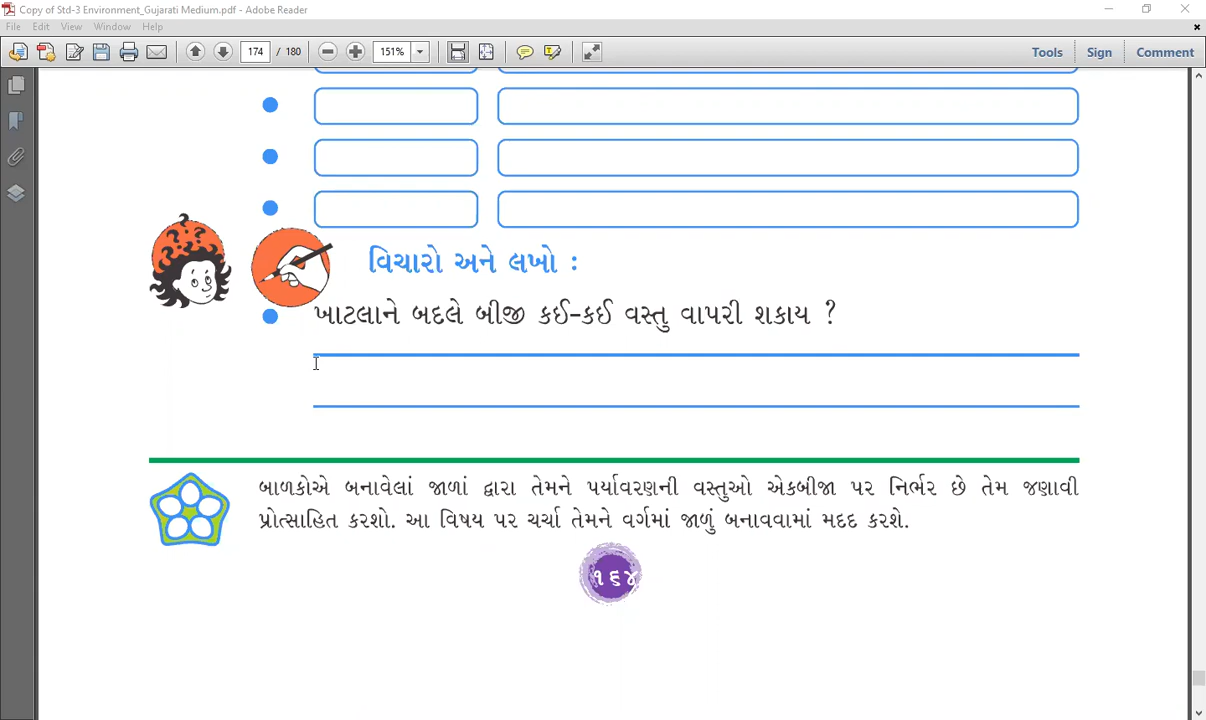 Copy of Std-3 Environment_Gujarati Medium.pdf - Adobe Reader
File Edit View Window Help
174 / 180 151% Tools Sign Comment
વિચારો અને લખો :
ખાટલાને બદલે બીજી કઈ-કઈ વસ્તુ વાપરી શકાય ?
બાળકોએ બનાવેલાં જાળાં દ્વારા તેમને પર્યાવરણની વસ્તુઓ એકબીજા પર નિર્ભર છે તેમ જણાવી
પ્રોત્સાહિત કરશો. આ વિષય પર ચર્ચા તેમને વર્ગમાં જાળું બનાવવામાં મદદ કરશે.
૧૬૪